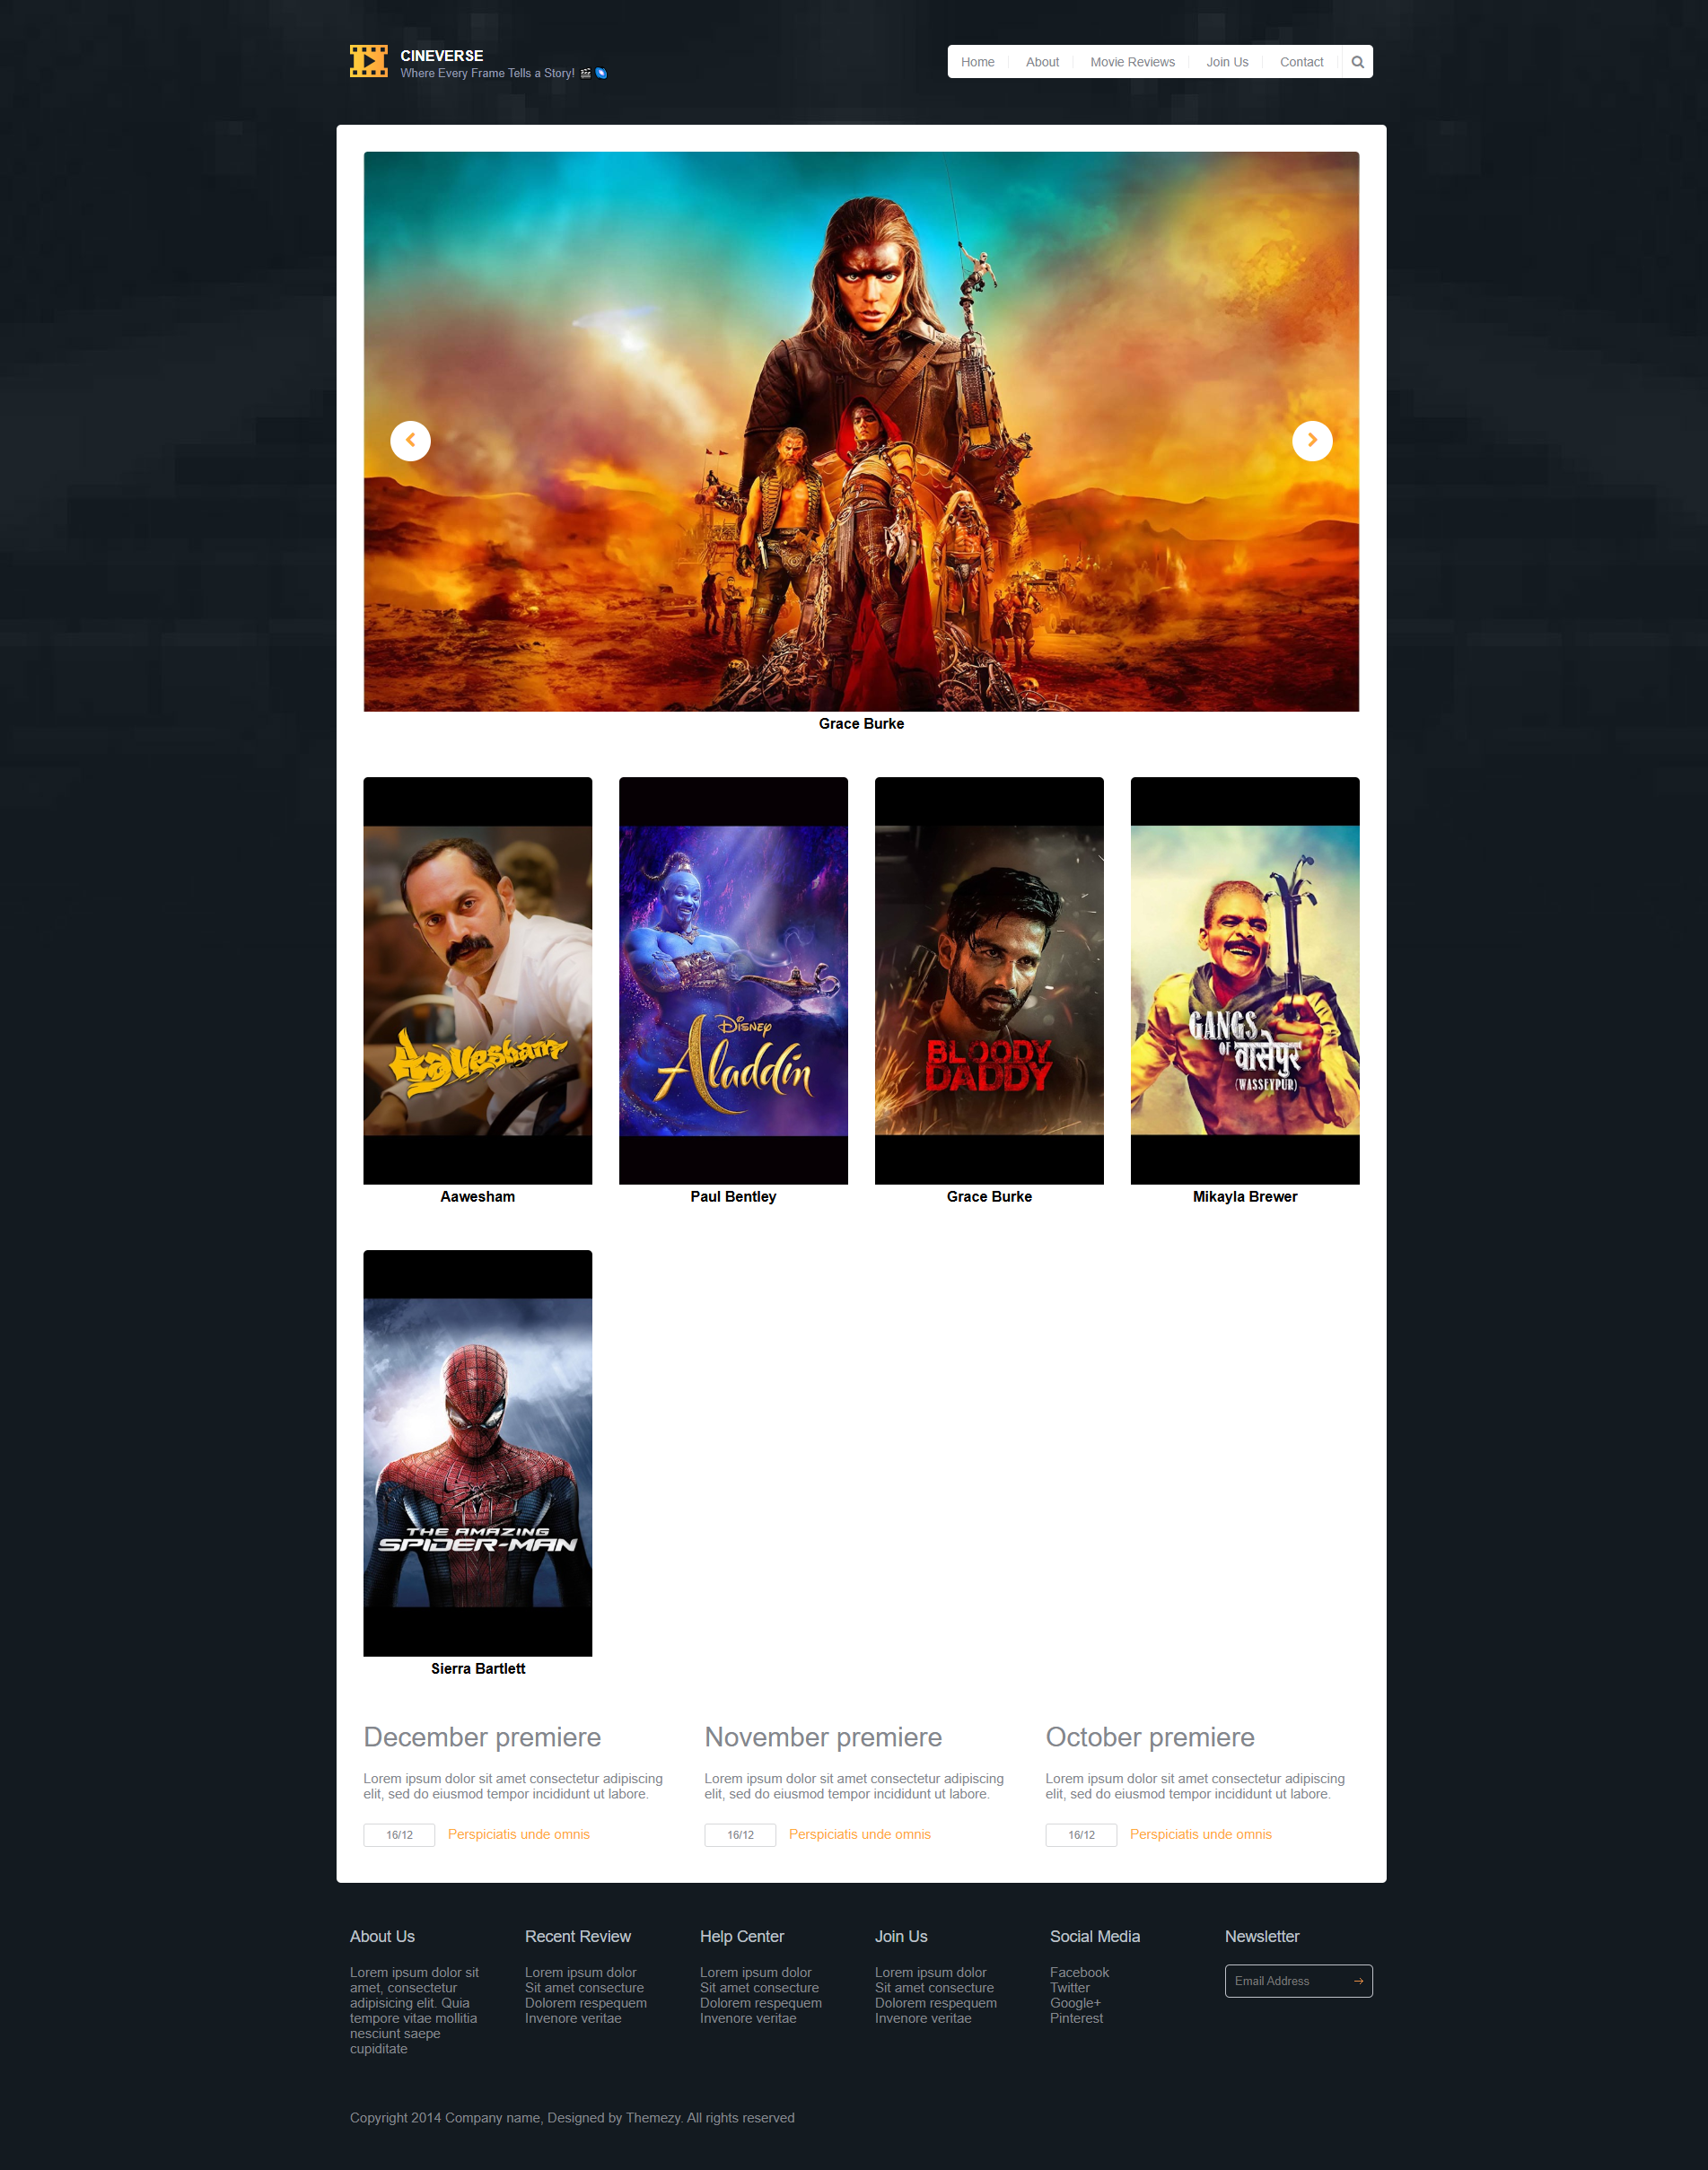 CINEVERSE
Where Every Frame Tells a Story! 🎬 🪐
Home About Movie Reviews Join Us Contact
Grace Burke
Aavesham
DISNEY
Aladdin
BLOODY
DADDY
GANGS
OF वासेपुर
(WASSEYPUR)
Aawesham Paul Bentley Grace Burke Mikayla Brewer
THE AMAZING
SPIDER-MAN
Sierra Bartlett
December premiere
Lorem ipsum dolor sit amet consectetur adipiscing
elit, sed do eiusmod tempor incididunt ut labore.
16/12 Perspiciatis unde omnis
November premiere
Lorem ipsum dolor sit amet consectetur adipiscing
elit, sed do eiusmod tempor incididunt ut labore.
16/12 Perspiciatis unde omnis
October premiere
Lorem ipsum dolor sit amet consectetur adipiscing
elit, sed do eiusmod tempor incididunt ut labore.
16/12 Perspiciatis unde omnis
About Us
Lorem ipsum dolor sit
amet, consectetur
adipisicing elit. Quia
tempore vitae mollitia
nesciunt saepe
cupiditate
Recent Review
Lorem ipsum dolor
Sit amet consecture
Dolorem respequem
Invenore veritae
Help Center
Lorem ipsum dolor
Sit amet consecture
Dolorem respequem
Invenore veritae
Join Us
Lorem ipsum dolor
Sit amet consecture
Dolorem respequem
Invenore veritae
Social Media
Facebook
Twitter
Google+
Pinterest
Newsletter
Email Address →
Copyright 2014 Company name, Designed by Themezy. All rights reserved